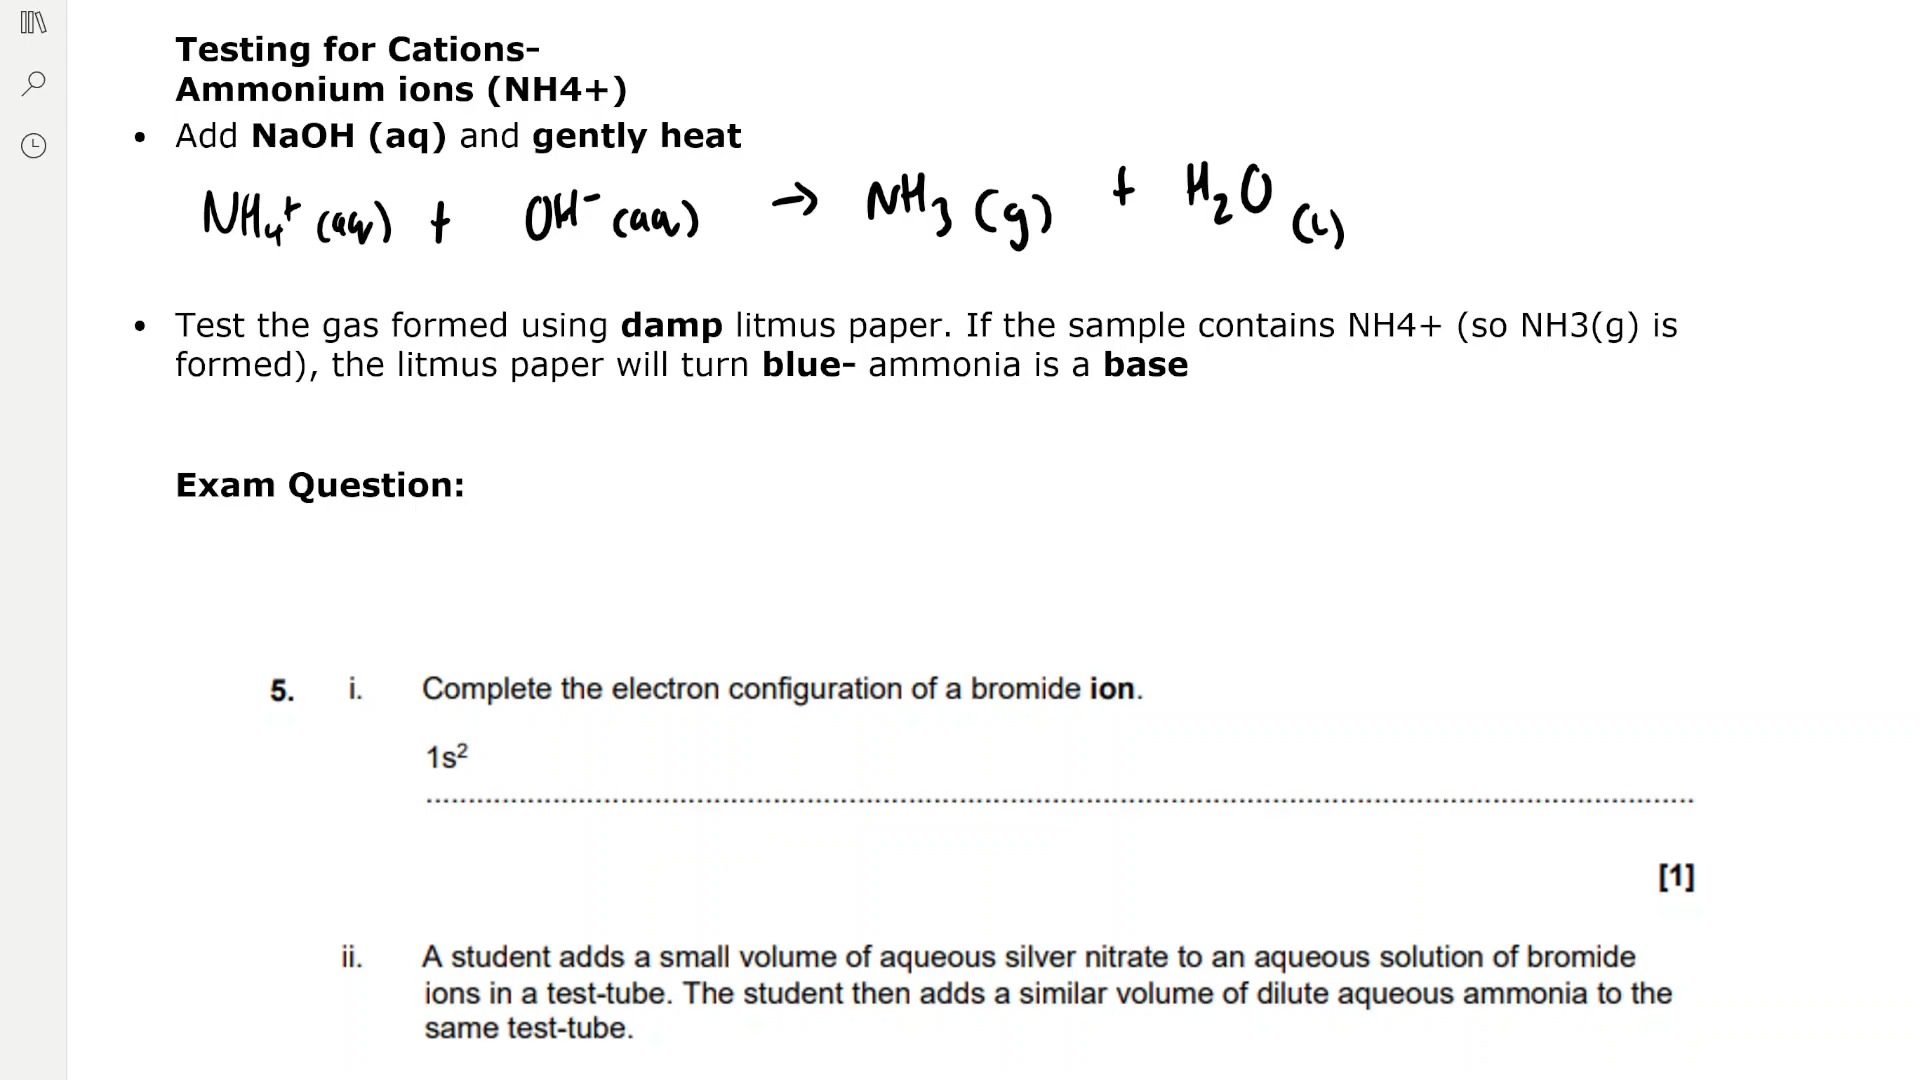 Testing for Cations-
Ammonium ions (NH4+)
• Add NaOH (aq) and gently heat
NH₄⁺ (aq) + OH⁻ (aq) → NH₃ (g) + H₂O (l)
• Test the gas formed using damp litmus paper. If the sample contains NH4+ (so NH3(g) is
formed), the litmus paper will turn blue- ammonia is a base
Exam Question:
5. i. Complete the electron configuration of a bromide ion.
1s²
[1]
ii. A student adds a small volume of aqueous silver nitrate to an aqueous solution of bromide
ions in a test-tube. The student then adds a similar volume of dilute aqueous ammonia to the
same test-tube.